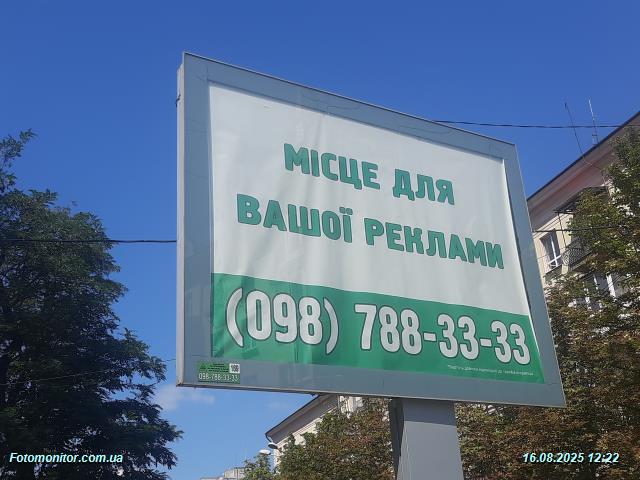 МІСЦЕ ДЛЯ
ВАШОЇ РЕКЛАМИ
(098) 788-33-33
098-788-33-33
Fotomonitor.com.ua
16.08.2025 12:22